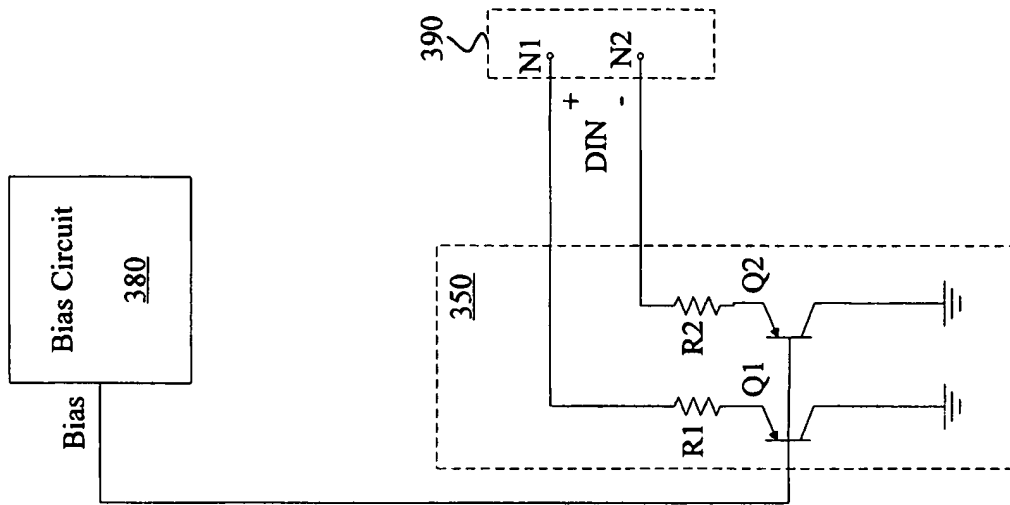 Bias Circuit
380
Bias
390
N1
+
DIN
-
N2
350
R1
Q1
R2
Q2